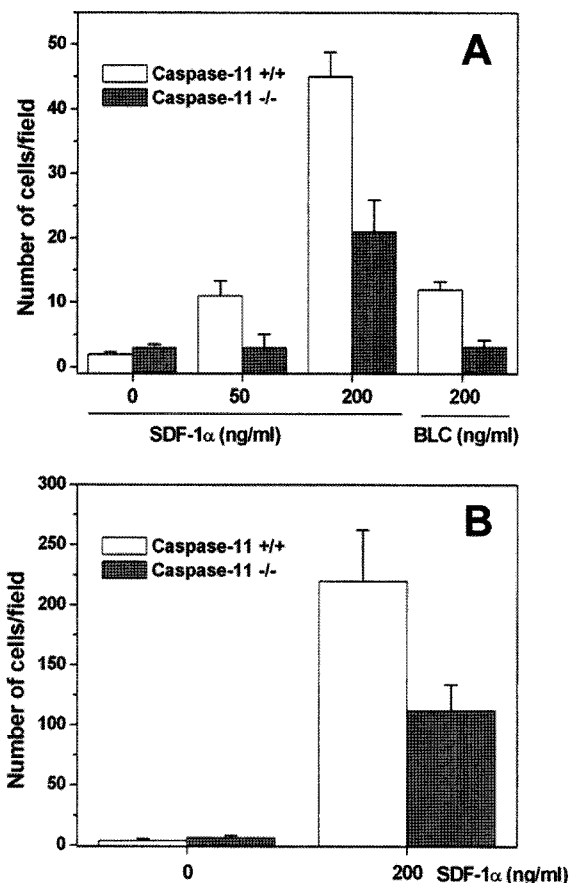 A
Caspase-11 +/+
Caspase-11 -/-
Number of cells/field
50
40
30
20
10
0
0 50 200 200
SDF-1α (ng/ml) BLC (ng/ml)
B
Caspase-11 +/+
Caspase-11 -/-
Number of cells/field
300
250
200
150
100
50
0
0 200 SDF-1α (ng/ml)